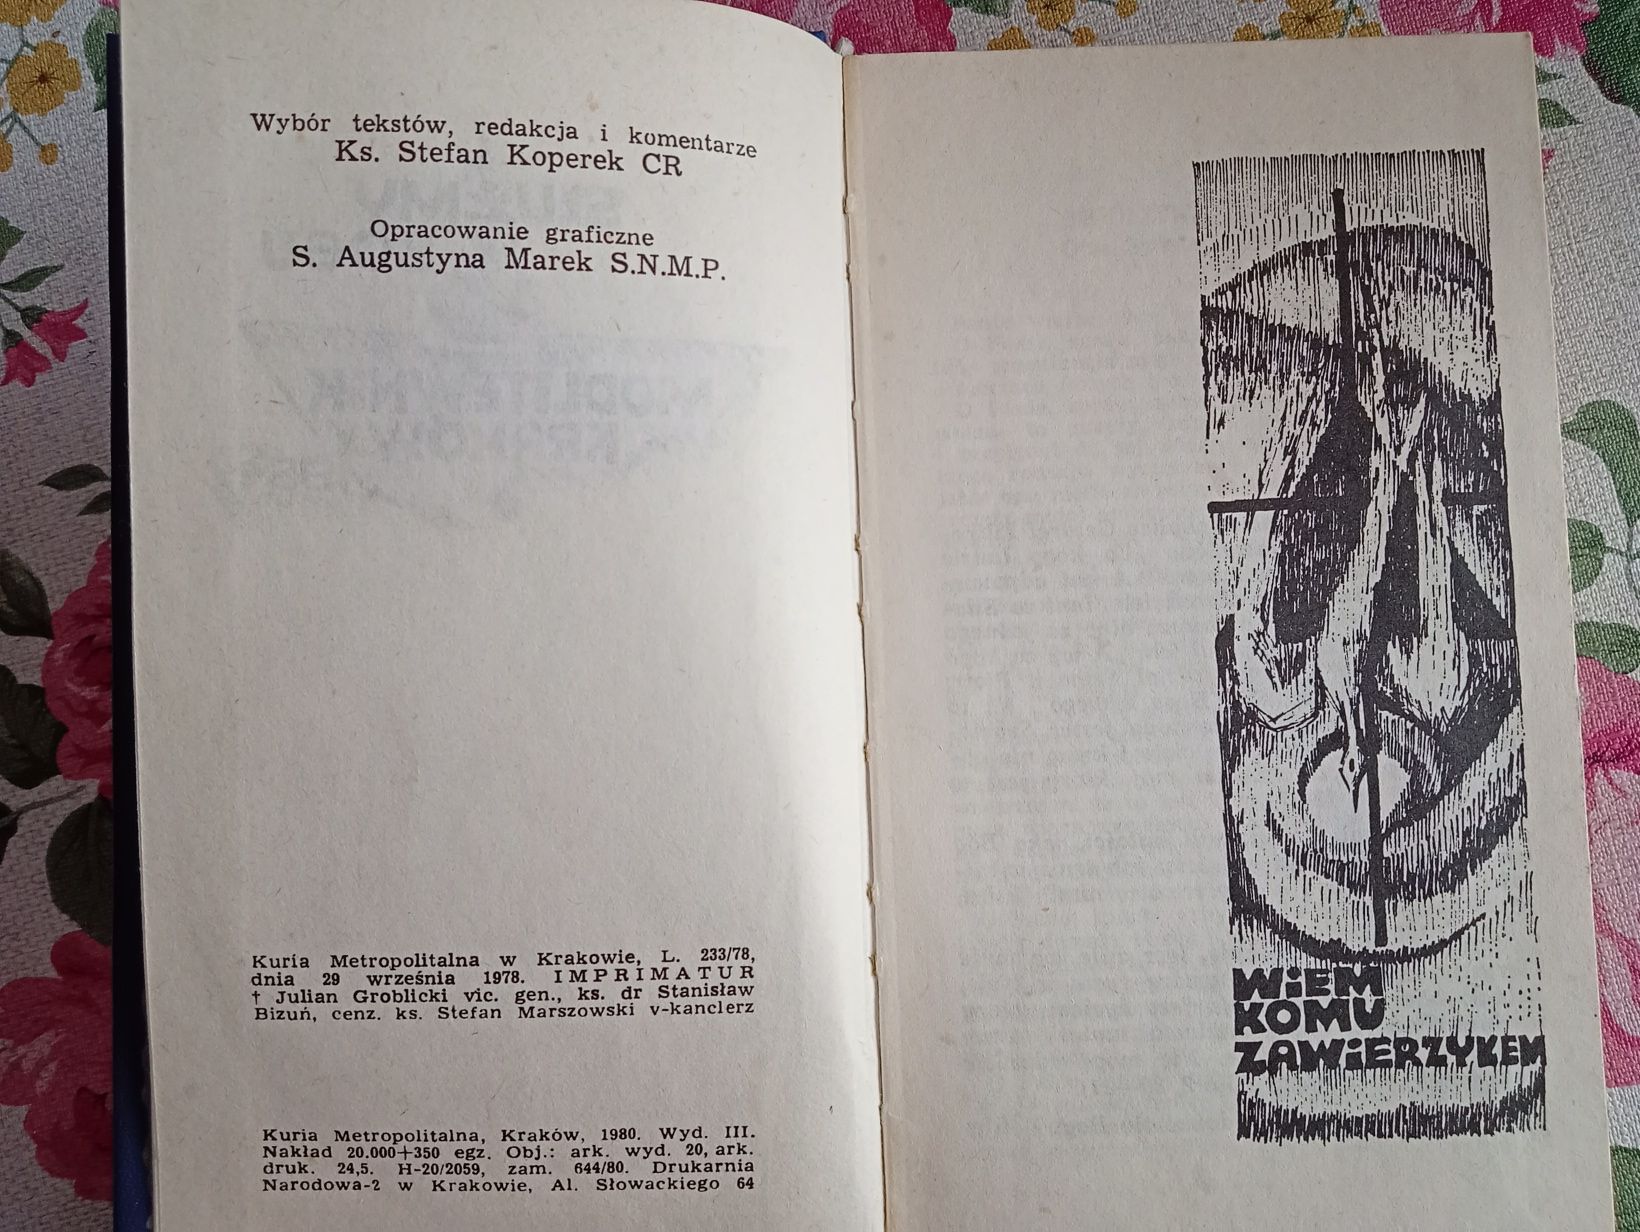 Wybór tekstów, redakcja i komentarze
Ks. Stefan Koperek CR
Opracowanie graficzne
S. Augustyna Marek S.N.M.P.
Kuria Metropolitalna w Krakowie, L. 233/78,
dnia 29 września 1978. IMPRIMATUR
† Julian Groblicki vic. gen., ks. dr Stanisław
Bizuń, cenz. ks. Stefan Marszowski v-kanclerz
Kuria Metropolitalna, Kraków, 1980. Wyd. III.
Nakład 20.000+350 egz. Obj.: ark. wyd. 20, ark.
druk. 24,5. H-20/2059, zam. 644/80. Drukarnia
Narodowa-2 w Krakowie, Al. Słowackiego 64
WiEM
KOMU
ZAWiERZYŁEM